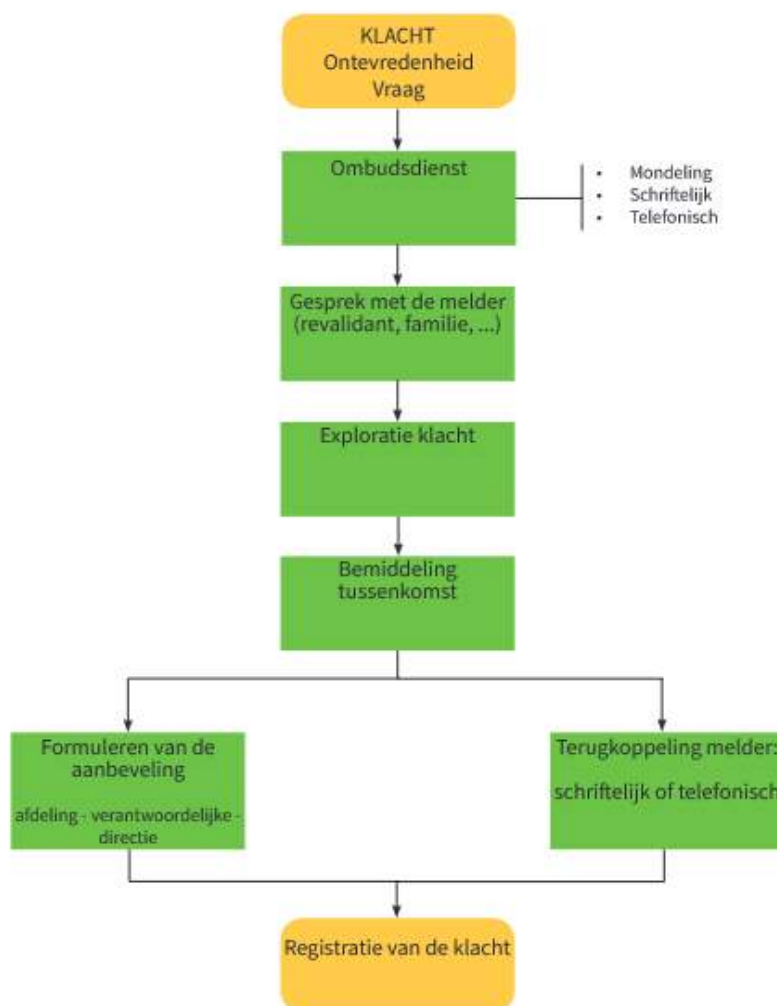 KLACHT
Ontevredenheid
Vraag
Ombudsdienst
• Mondeling
• Schriftelijk
• Telefonisch
Gesprek met de melder
(revalidant, familie, ...)
Exploratie klacht
Bemiddeling
tussenkomst
Formuleren van de
aanbeveling
afdeling - verantwoordelijke -
directie
Terugkoppeling melder:
schriftelijk of telefonisch
Registratie van de klacht